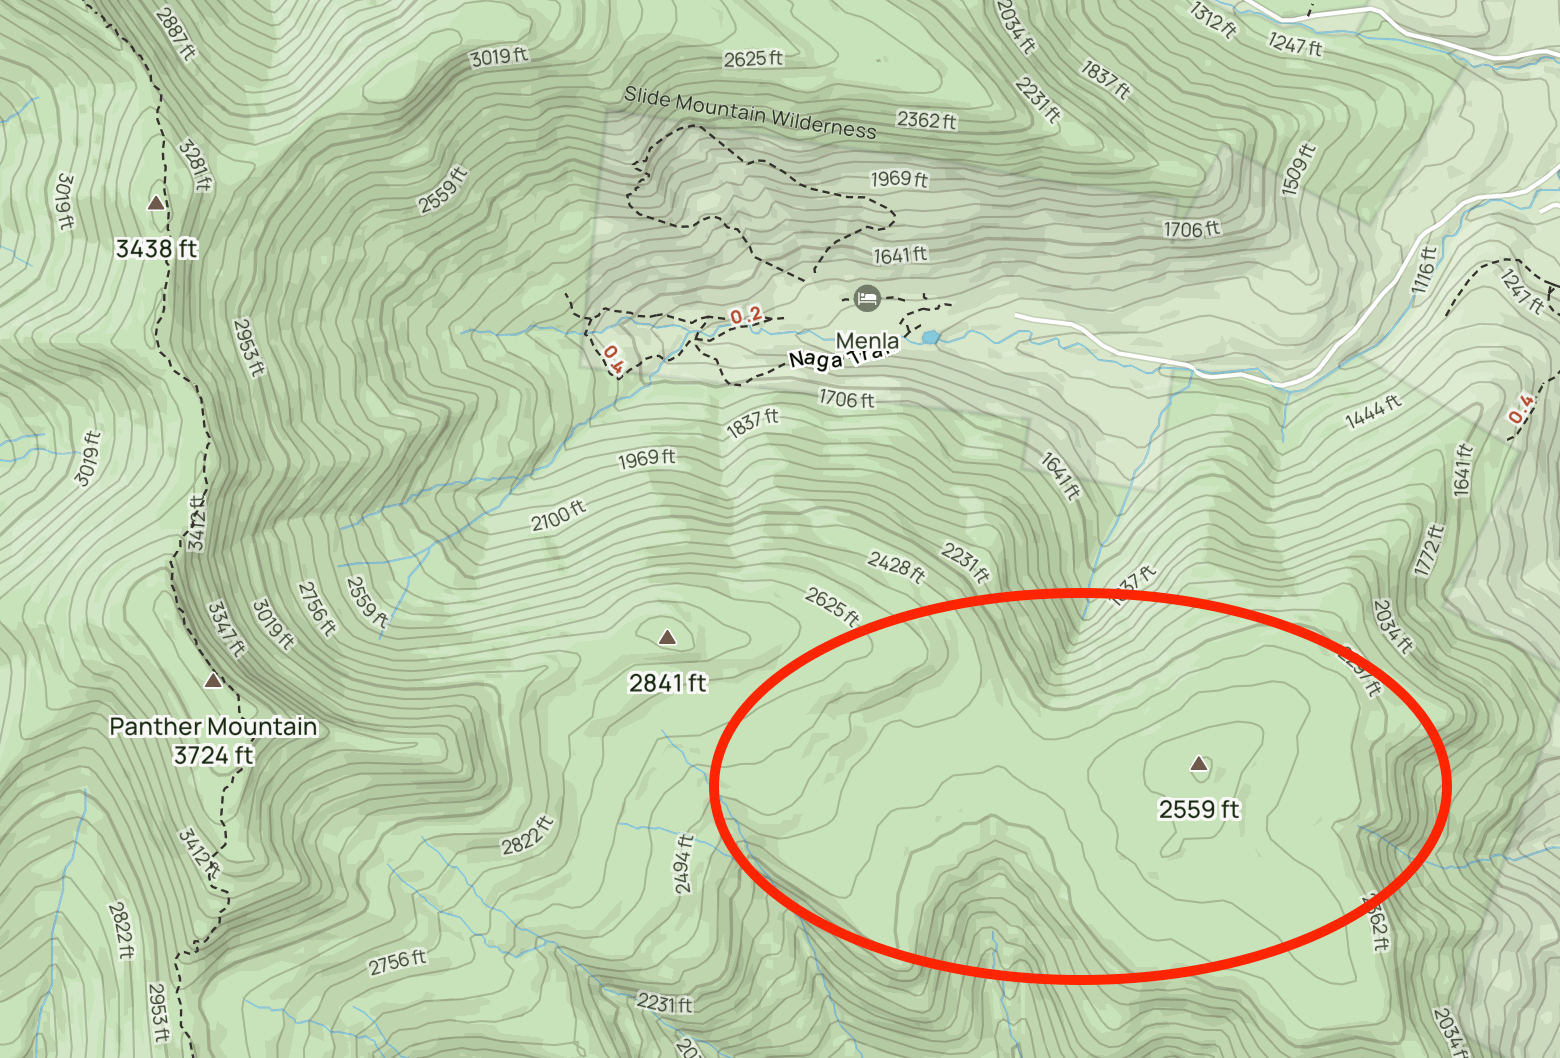 2887 ft
3019 ft
2625 ft
2034 ft
1312 ft
1247 ft
1837 ft
2231 ft
Slide Mountain Wilderness
2362 ft
3281 ft
2559 ft
3019 ft
1969 ft
1509 ft
1706 ft
3438 ft
1641 ft
1116 ft
1247 ft
0.2
Menla
Naga Tra
0.4
2953 ft
1706 ft
1837 ft
1444 ft
0.4
3019 ft
1969 ft
1641 ft
1641 ft
3412 ft
2100 ft
2231 ft
2428 ft
1772 ft
2559 ft
2756 ft
3019 ft
3347 ft
2625 ft
2034 ft
2841 ft
Panther Mountain
3724 ft
2559 ft
2822 ft
3412 ft
2494 ft
2822 ft
2362 ft
2756 ft
2953 ft
2231 ft
2034 ft